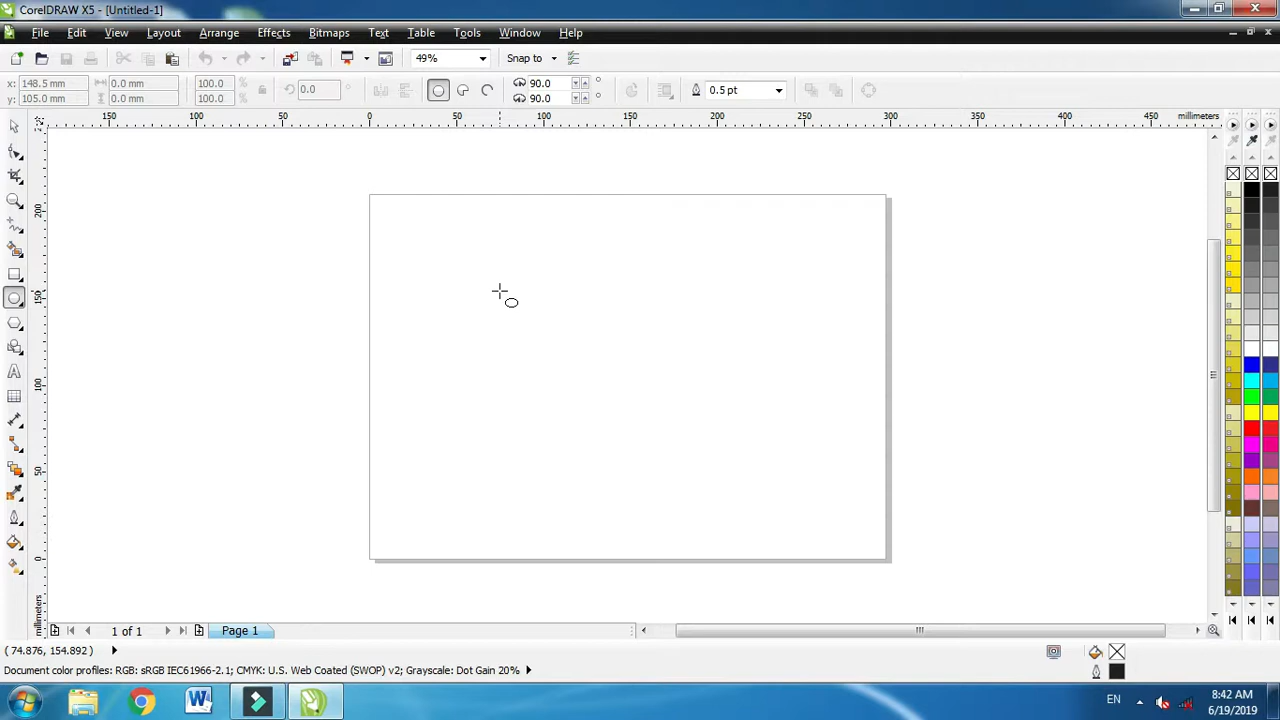 CorelDRAW X5 - [Untitled-1]
File Edit View Layout Arrange Effects Bitmaps Text Table Tools Window Help
49% Snap to
x: 148.5 mm 0.0 mm 100.0 % 0.0 ° 90.0 ° 0.5 pt
y: 105.0 mm 0.0 mm 100.0 % 90.0 °
150 100 50 0 50 100 150 200 250 300 350 400 450 millimeters
200
150
100
50
0
millimeters
1 of 1 Page 1
( 74.876, 154.892 )
Document color profiles: RGB: sRGB IEC61966-2.1; CMYK: U.S. Web Coated (SWOP) v2; Grayscale: Dot Gain 20%
EN 8:42 AM
6/19/2019